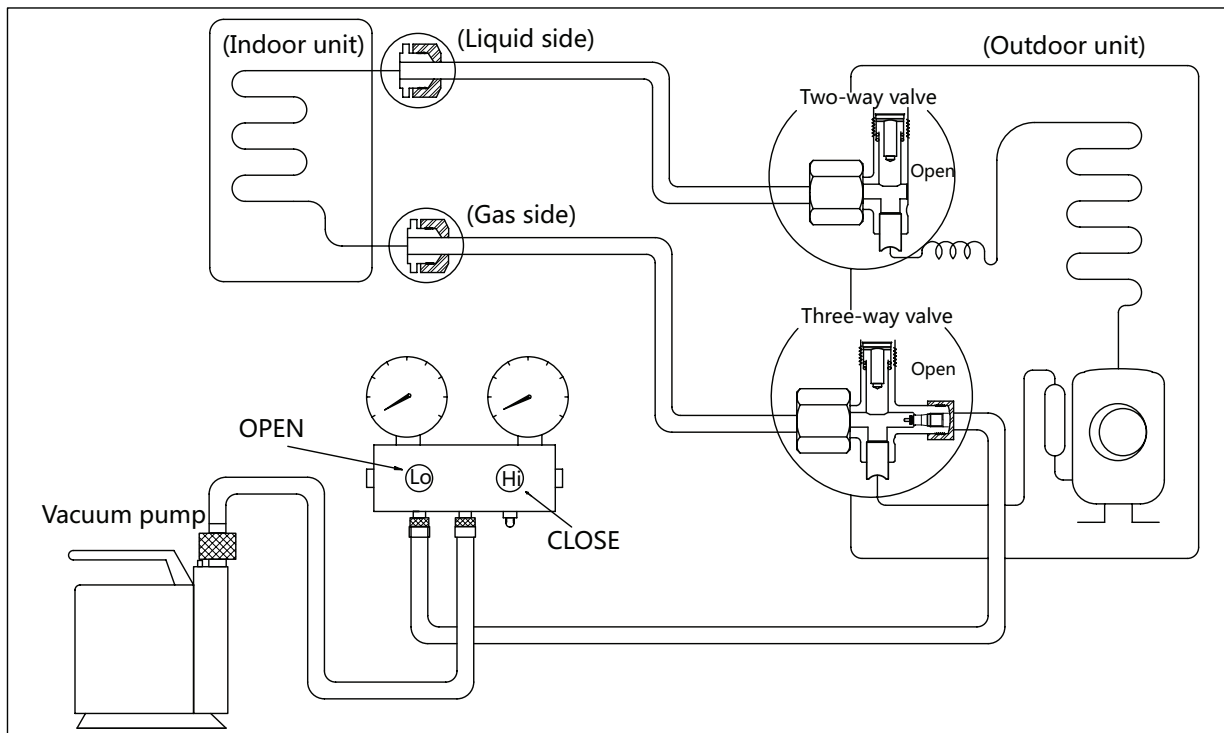 (Indoor unit)
(Liquid side)
(Outdoor unit)
Two-way valve
Open
(Gas side)
Three-way valve
Open
OPEN
Lo
Hi
CLOSE
Vacuum pump